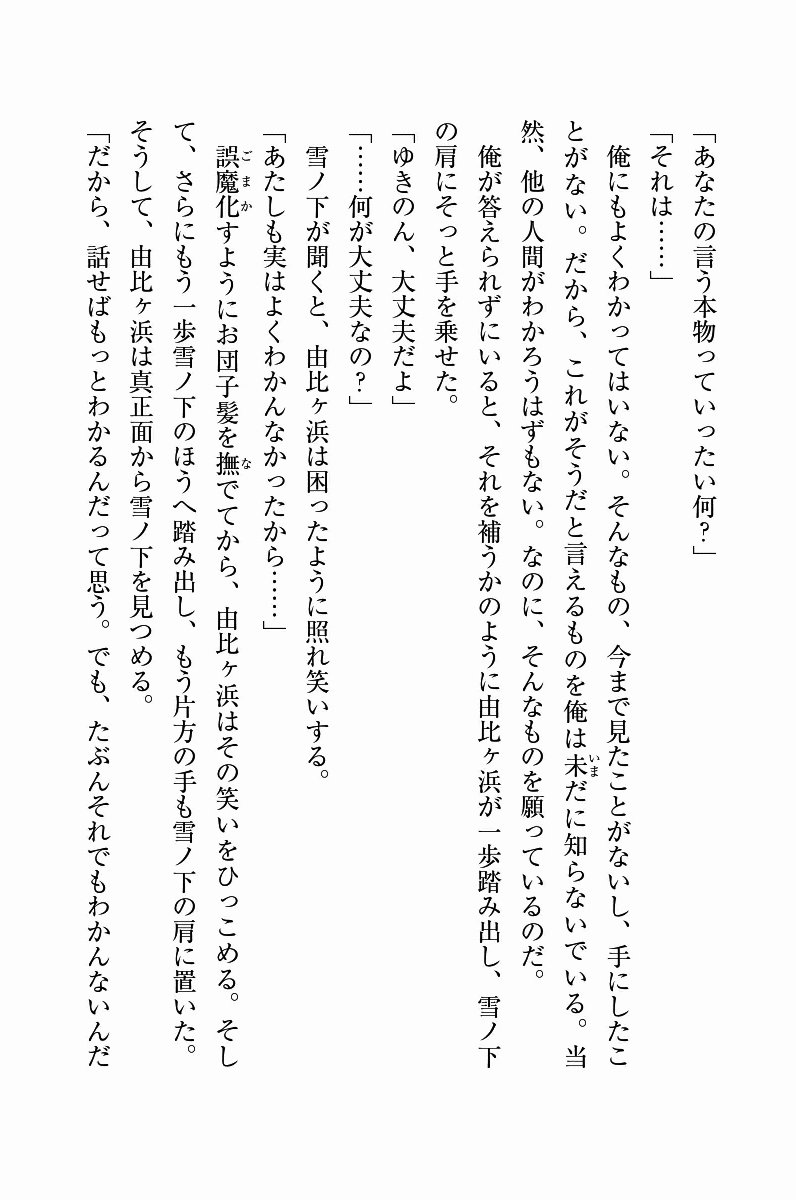 「あなたの言う本物っていったい何?」
「それは……」
俺にもよくわかってはいない。そんなもの、今まで見たことがないし、手にしたこ
とがない。だから、これがそうだと言えるものを俺は未だに知らないでいる。当
然、他の人間がわかろうはずもない。なのに、そんなものを願っているのだ。
俺が答えられずにいると、それを補うかのように由比ヶ浜が一歩踏み出し、雪ノ下
の肩にそっと手を乗せた。
「ゆきのん、大丈夫だよ」
「……何が大丈夫なの?」
雪ノ下が聞くと、由比ヶ浜は困ったように照れ笑いする。
「あたしも実はよくわかんなかったから……」
誤魔化すようにお団子髪を撫でてから、由比ヶ浜はその笑いをひっこめる。そし
て、さらにもう一歩雪ノ下のほうへ踏み出し、もう片方の手も雪ノ下の肩に置いた。
そうして、由比ヶ浜は真正面から雪ノ下を見つめる。
「だから、話せばもっとわかるんだって思う。でも、たぶんそれでもわかんないんだ